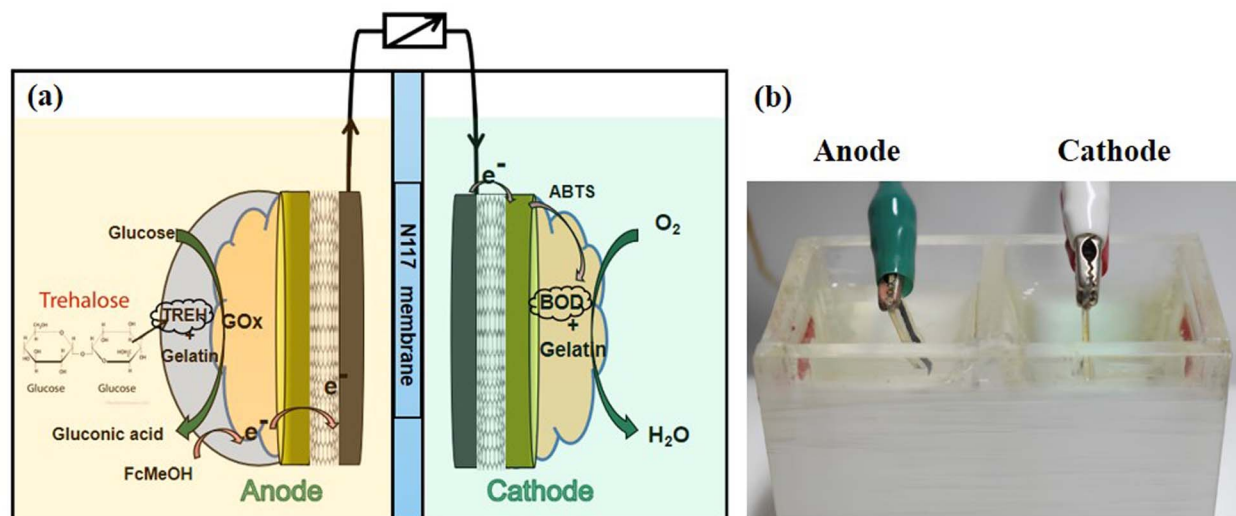 (a)
N117 membrane
Glucose
Trehalose
TREH
+
Gelatin
GOx
Glucose
Glucose
Gluconic acid
FcMeOH
e-
e-
Anode
e-
ABTS
O2
BOD
+
Gelatin
H2O
Cathode
(b)
Anode
Cathode